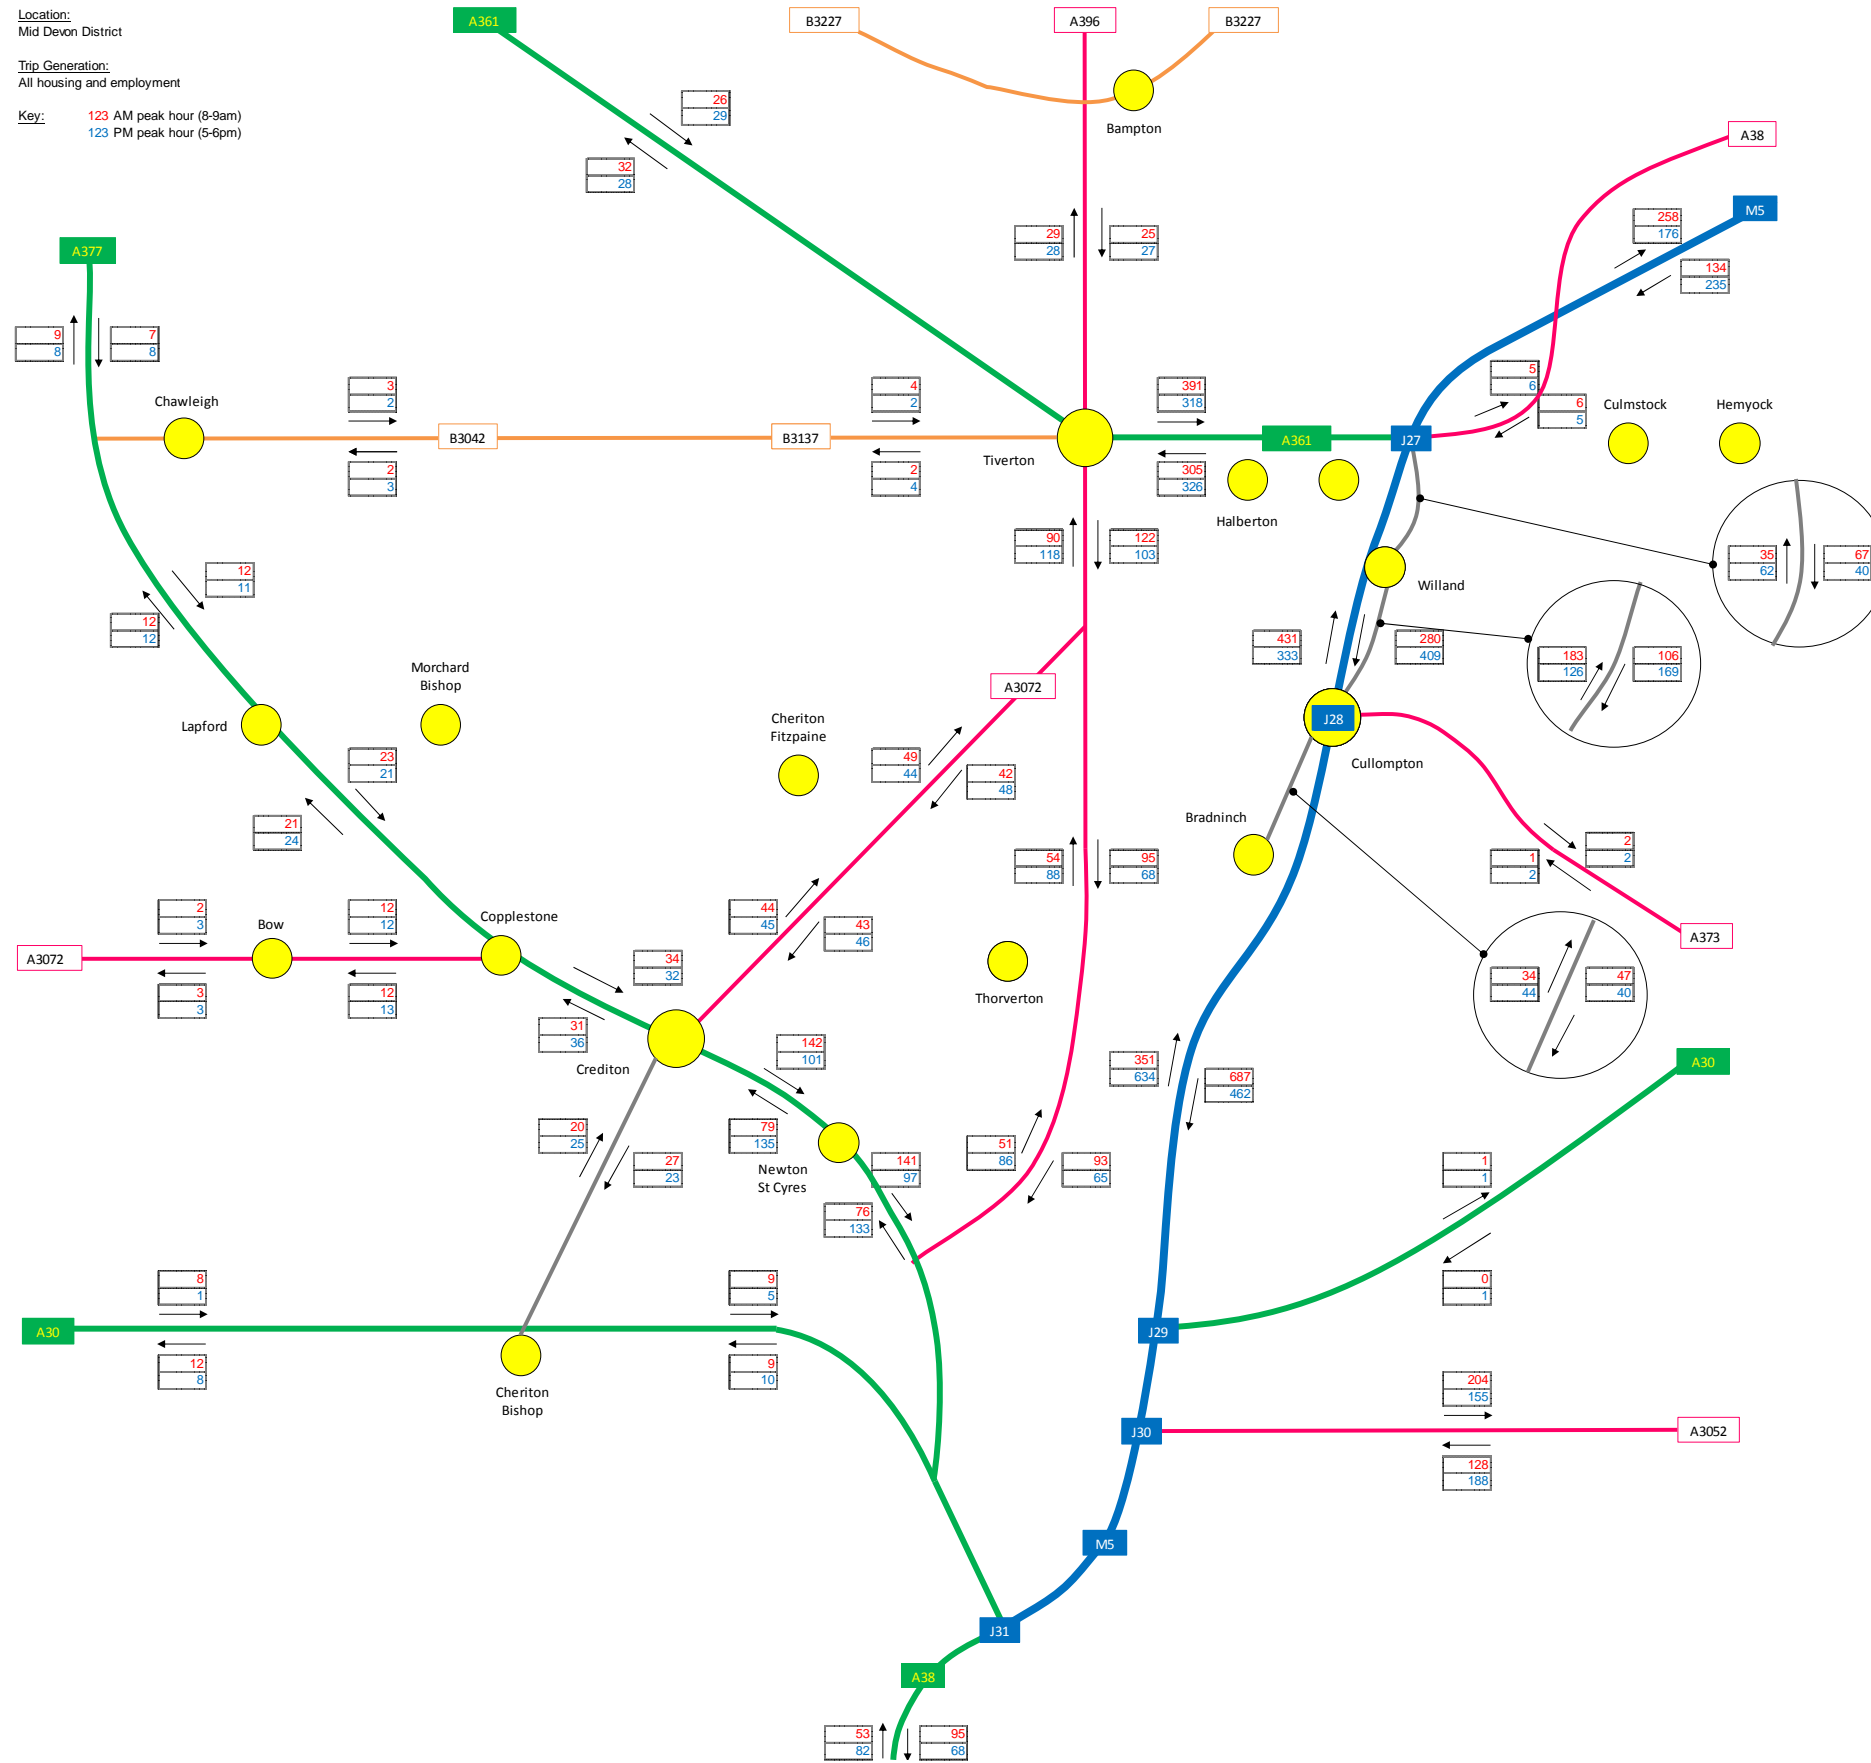 Location:
Mid Devon District
Trip Generation:
All housing and employment
Key: 123 AM peak hour (8-9am)
123 PM peak hour (5-6pm)
A361
B3227
A396
B3227
26
29
Bampton
A38
32
28
M5
258
176
29
28
25
27
A377
134
235
9
8
7
8
5
6
3
2
4
2
391
318
Chawleigh
6
5
Culmstock
Hemyock
B3042
B3137
A361
J27
Tiverton
2
3
2
4
305
326
Halberton
90
118
122
103
35
62
67
40
12
11
Willand
12
12
431
333
280
409
183
126
106
169
Morchard
Bishop
A3072
Lapford
Cheriton
Fitzpaine
J28
23
21
49
44
42
48
Cullompton
21
24
Bradninch
54
88
95
68
1
2
2
2
2
3
12
12
Bow
Copplestone
44
45
43
46
A3072
A373
34
32
3
3
12
13
Thorverton
34
44
47
40
31
36
142
101
Crediton
351
634
687
462
A30
20
25
79
135
27
23
Newton
St Cyres
141
97
51
86
93
65
1
1
76
133
8
1
9
5
0
1
A30
J29
12
8
9
10
Cheriton
Bishop
204
155
J30
A3052
128
188
M5
J31
A38
53
82
95
68